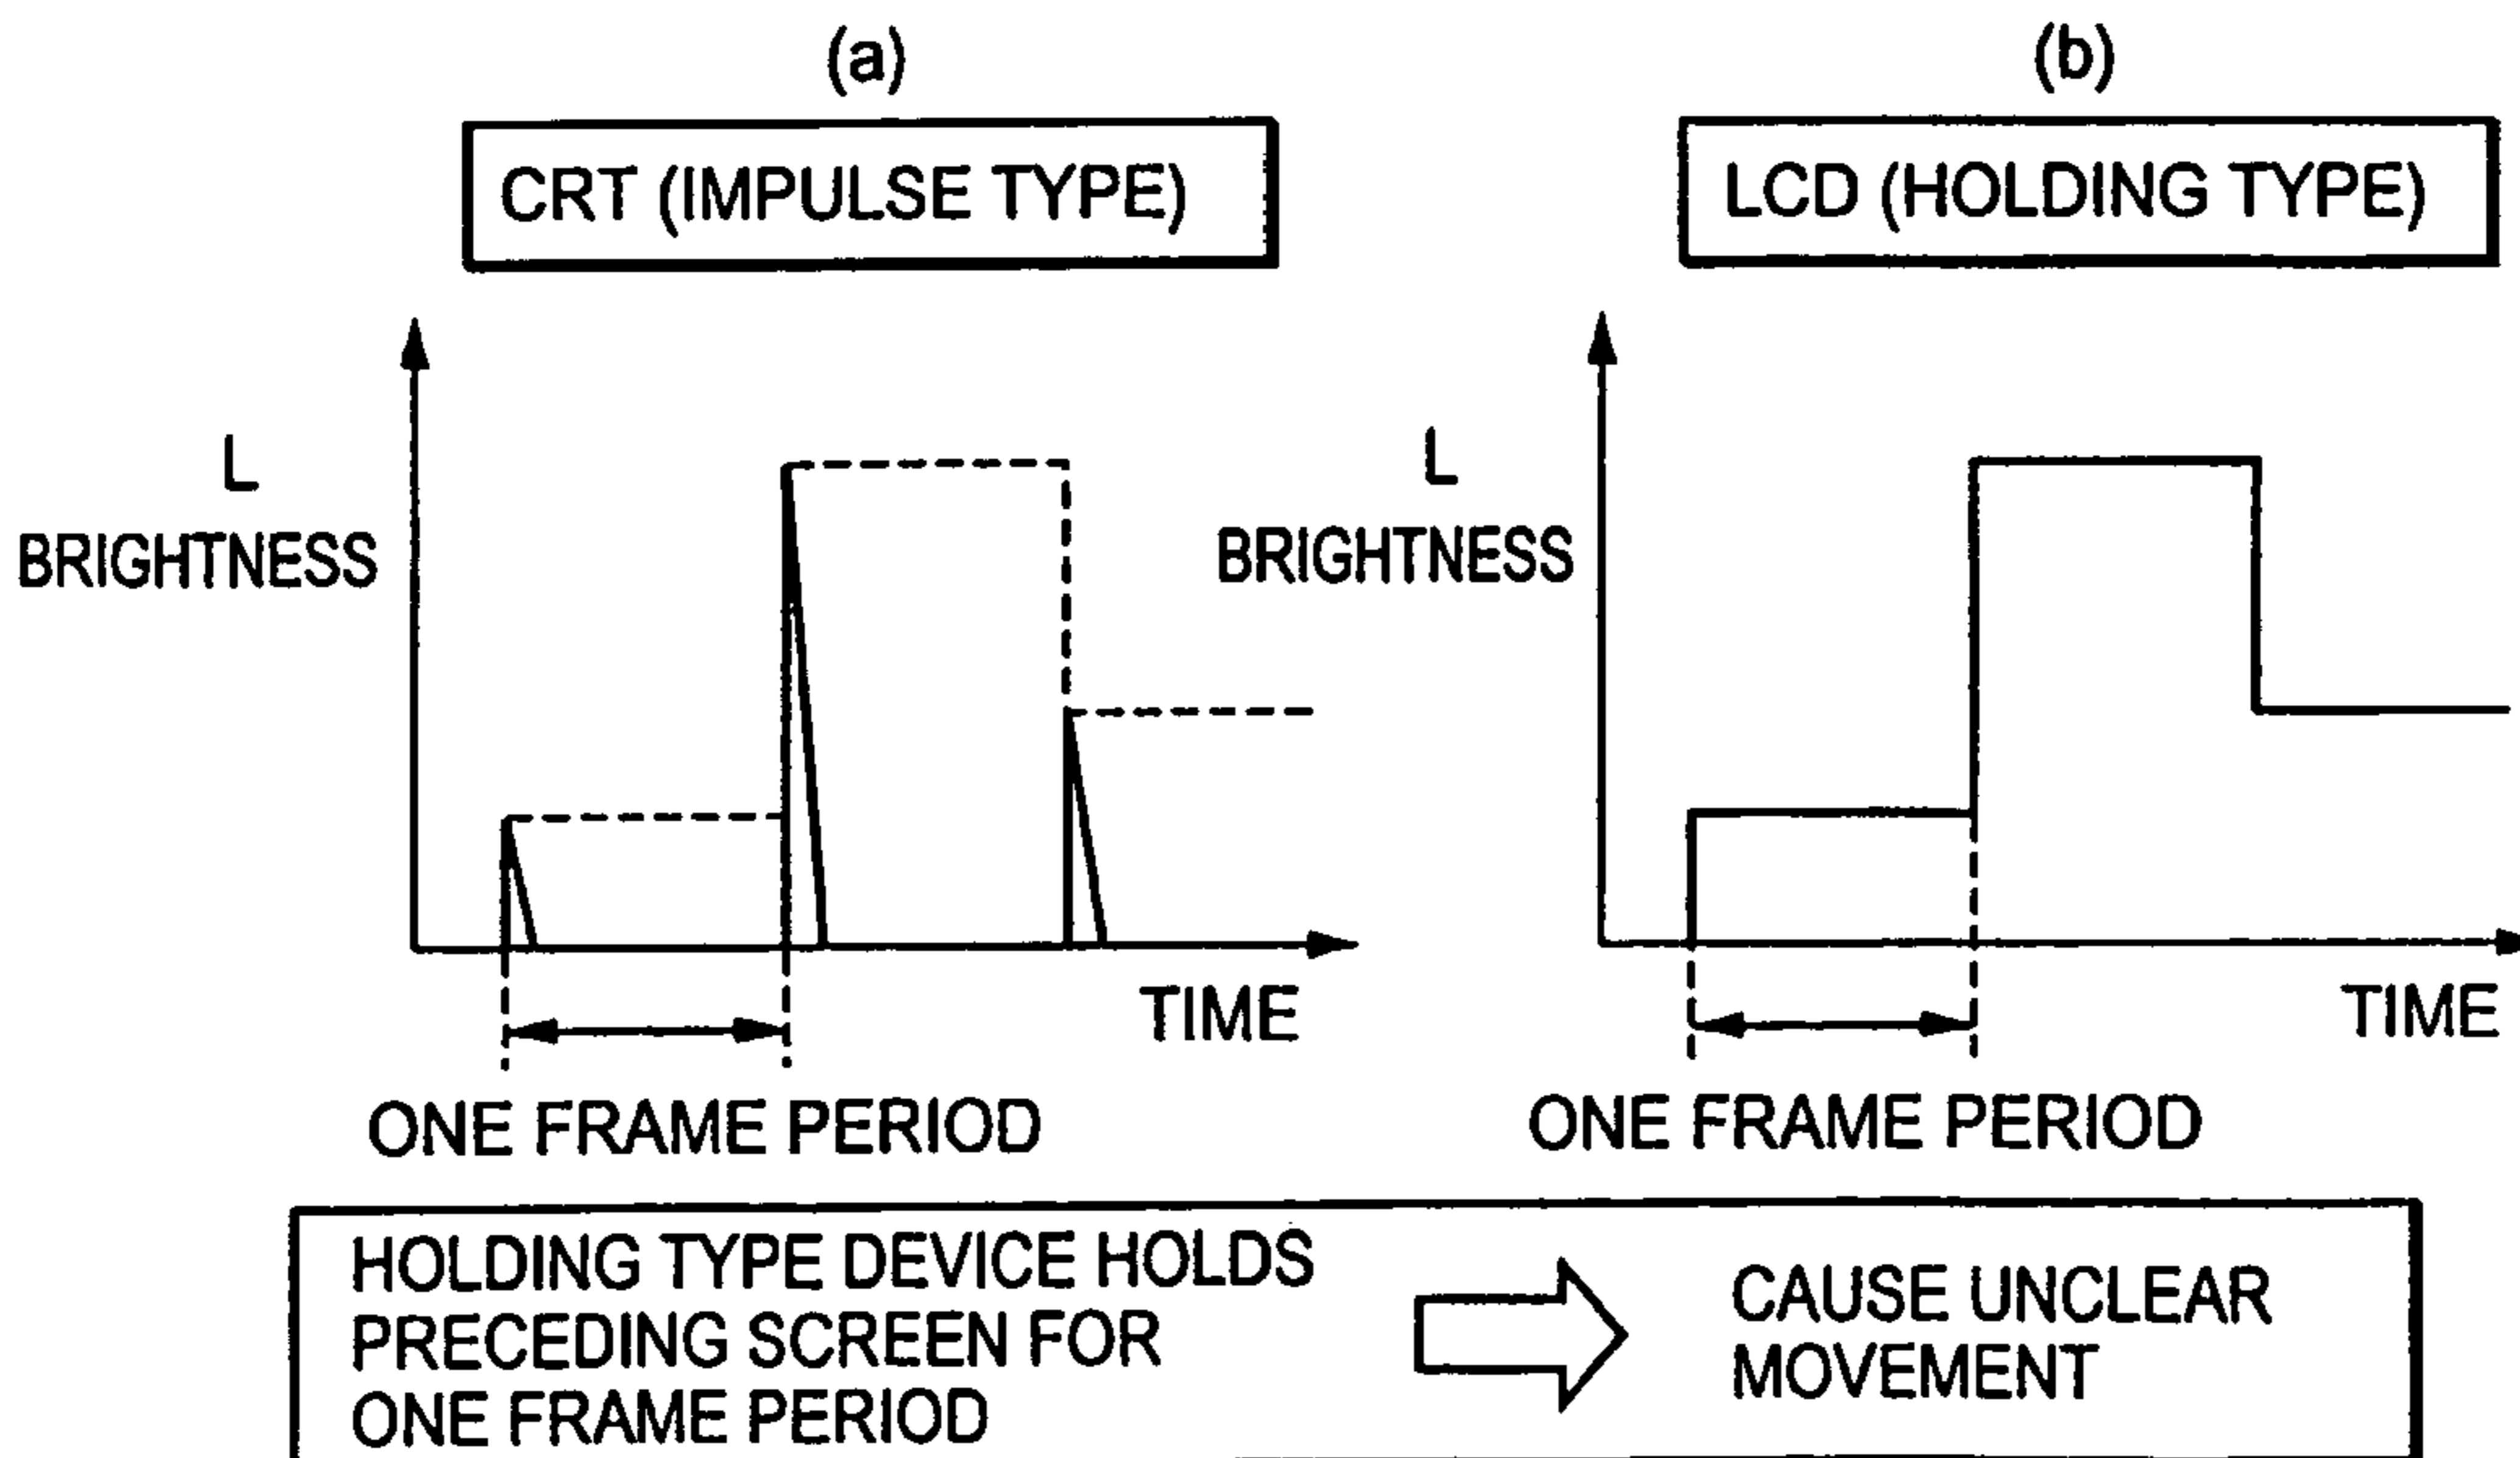 (a)
CRT (IMPULSE TYPE)
L
BRIGHTNESS
TIME
ONE FRAME PERIOD
(b)
LCD (HOLDING TYPE)
L
BRIGHTNESS
TIME
ONE FRAME PERIOD
HOLDING TYPE DEVICE HOLDS
PRECEDING SCREEN FOR
ONE FRAME PERIOD
CAUSE UNCLEAR
MOVEMENT